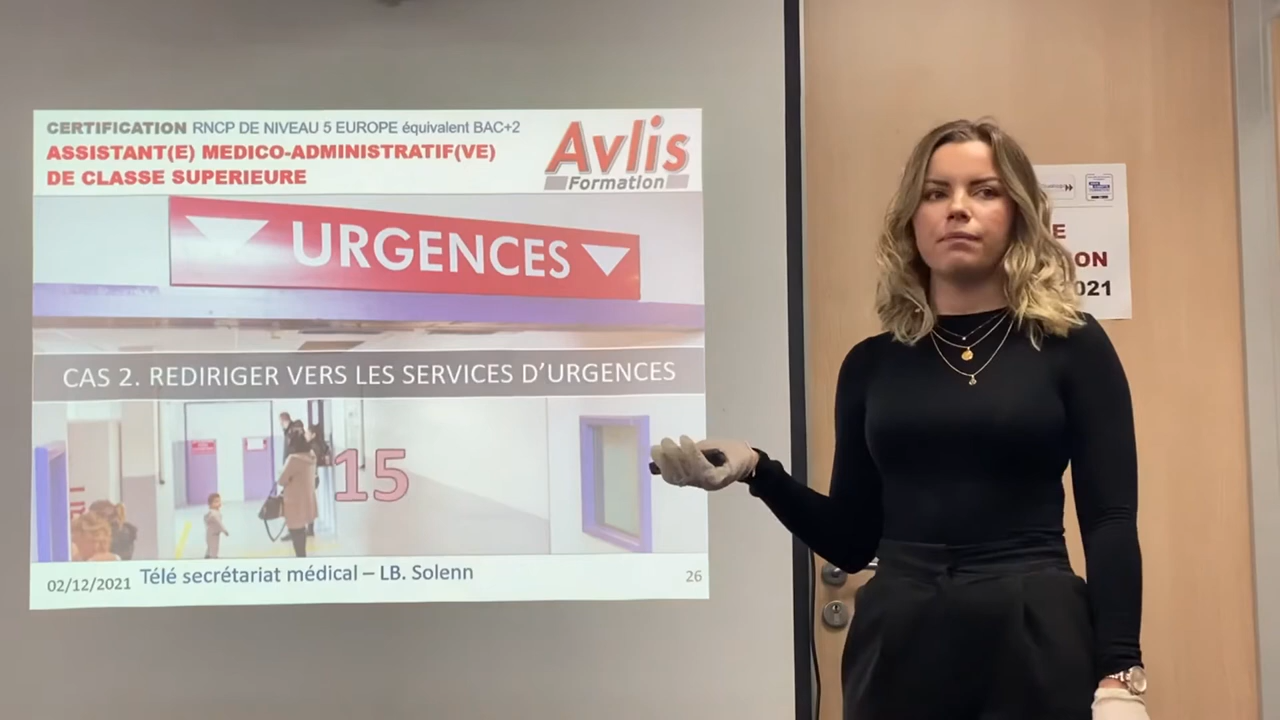 CERTIFICATION RNCP DE NIVEAU 5 EUROPE équivalent BAC+2
ASSISTANT(E) MEDICO-ADMINISTRATIF(VE)
DE CLASSE SUPERIEURE
Avlis
Formation
URGENCES
CAS 2. REDIRIGER VERS LES SERVICES D'URGENCES
15
02/12/2021 Télé secrétariat médical – LB. Solenn 26
E
ON
021